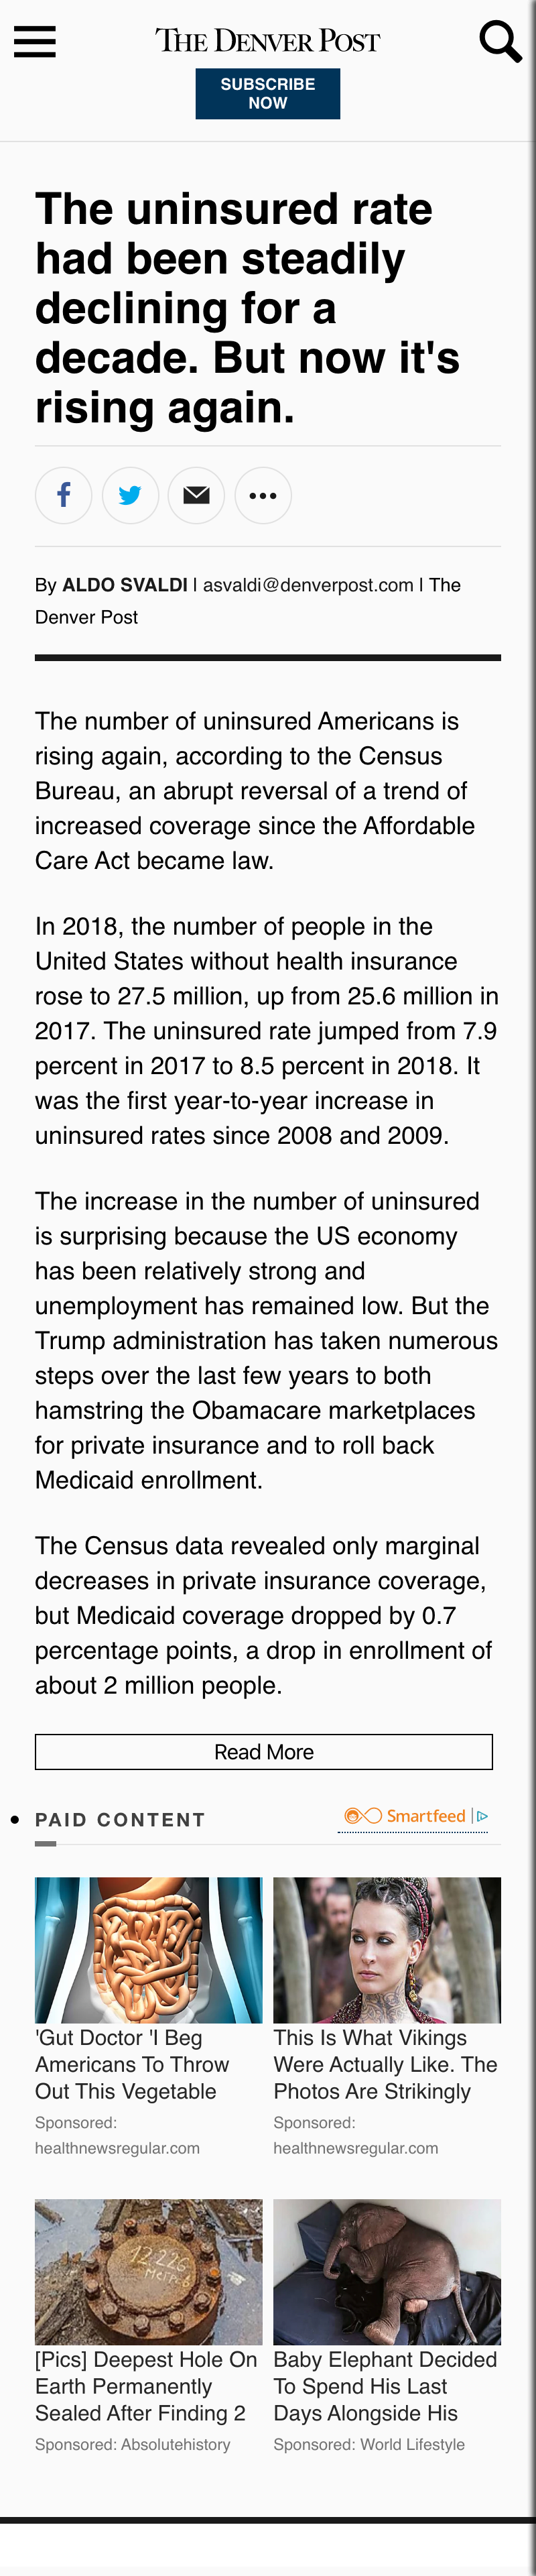 THE DENVER POST
SUBSCRIBE
NOW
The uninsured rate
had been steadily
declining for a
decade. But now it's
rising again.
By ALDO SVALDI | asvaldi@denverpost.com | The
Denver Post
The number of uninsured Americans is
rising again, according to the Census
Bureau, an abrupt reversal of a trend of
increased coverage since the Affordable
Care Act became law.
In 2018, the number of people in the
United States without health insurance
rose to 27.5 million, up from 25.6 million in
2017. The uninsured rate jumped from 7.9
percent in 2017 to 8.5 percent in 2018. It
was the first year-to-year increase in
uninsured rates since 2008 and 2009.
The increase in the number of uninsured
is surprising because the US economy
has been relatively strong and
unemployment has remained low. But the
Trump administration has taken numerous
steps over the last few years to both
hamstring the Obamacare marketplaces
for private insurance and to roll back
Medicaid enrollment.
The Census data revealed only marginal
decreases in private insurance coverage,
but Medicaid coverage dropped by 0.7
percentage points, a drop in enrollment of
about 2 million people.
Read More
• PAID CONTENT
Smartfeed
'Gut Doctor 'I Beg
Americans To Throw
Out This Vegetable
Sponsored:
healthnewsregular.com
This Is What Vikings
Were Actually Like. The
Photos Are Strikingly
Sponsored:
healthnewsregular.com
12226
метров
[Pics] Deepest Hole On
Earth Permanently
Sealed After Finding 2
Sponsored: Absolutehistory
Baby Elephant Decided
To Spend His Last
Days Alongside His
Sponsored: World Lifestyle